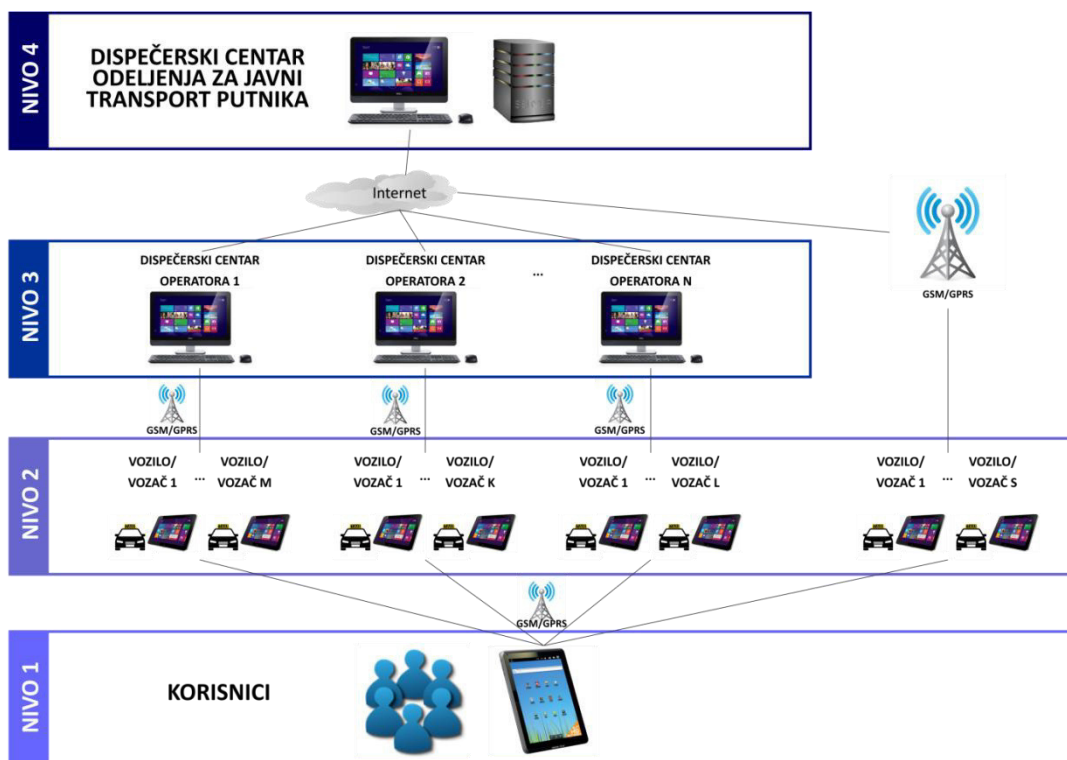 NIVO 4
DISPEČERSKI CENTAR
ODELJENJA ZA JAVNI
TRANSPORT PUTNIKA
Internet
GSM/GPRS
NIVO 3
DISPEČERSKI CENTAR
OPERATORA 1
DISPEČERSKI CENTAR
OPERATORA 2
...
DISPEČERSKI CENTAR
OPERATORA N
GSM/GPRS
GSM/GPRS
GSM/GPRS
NIVO 2
VOZILO/
VOZAČ 1
...
VOZILO/
VOZAČ M
VOZILO/
VOZAČ 1
...
VOZILO/
VOZAČ K
VOZILO/
VOZAČ 1
...
VOZILO/
VOZAČ L
VOZILO/
VOZAČ 1
...
VOZILO/
VOZAČ S
GSM/GPRS
NIVO 1
KORISNICI